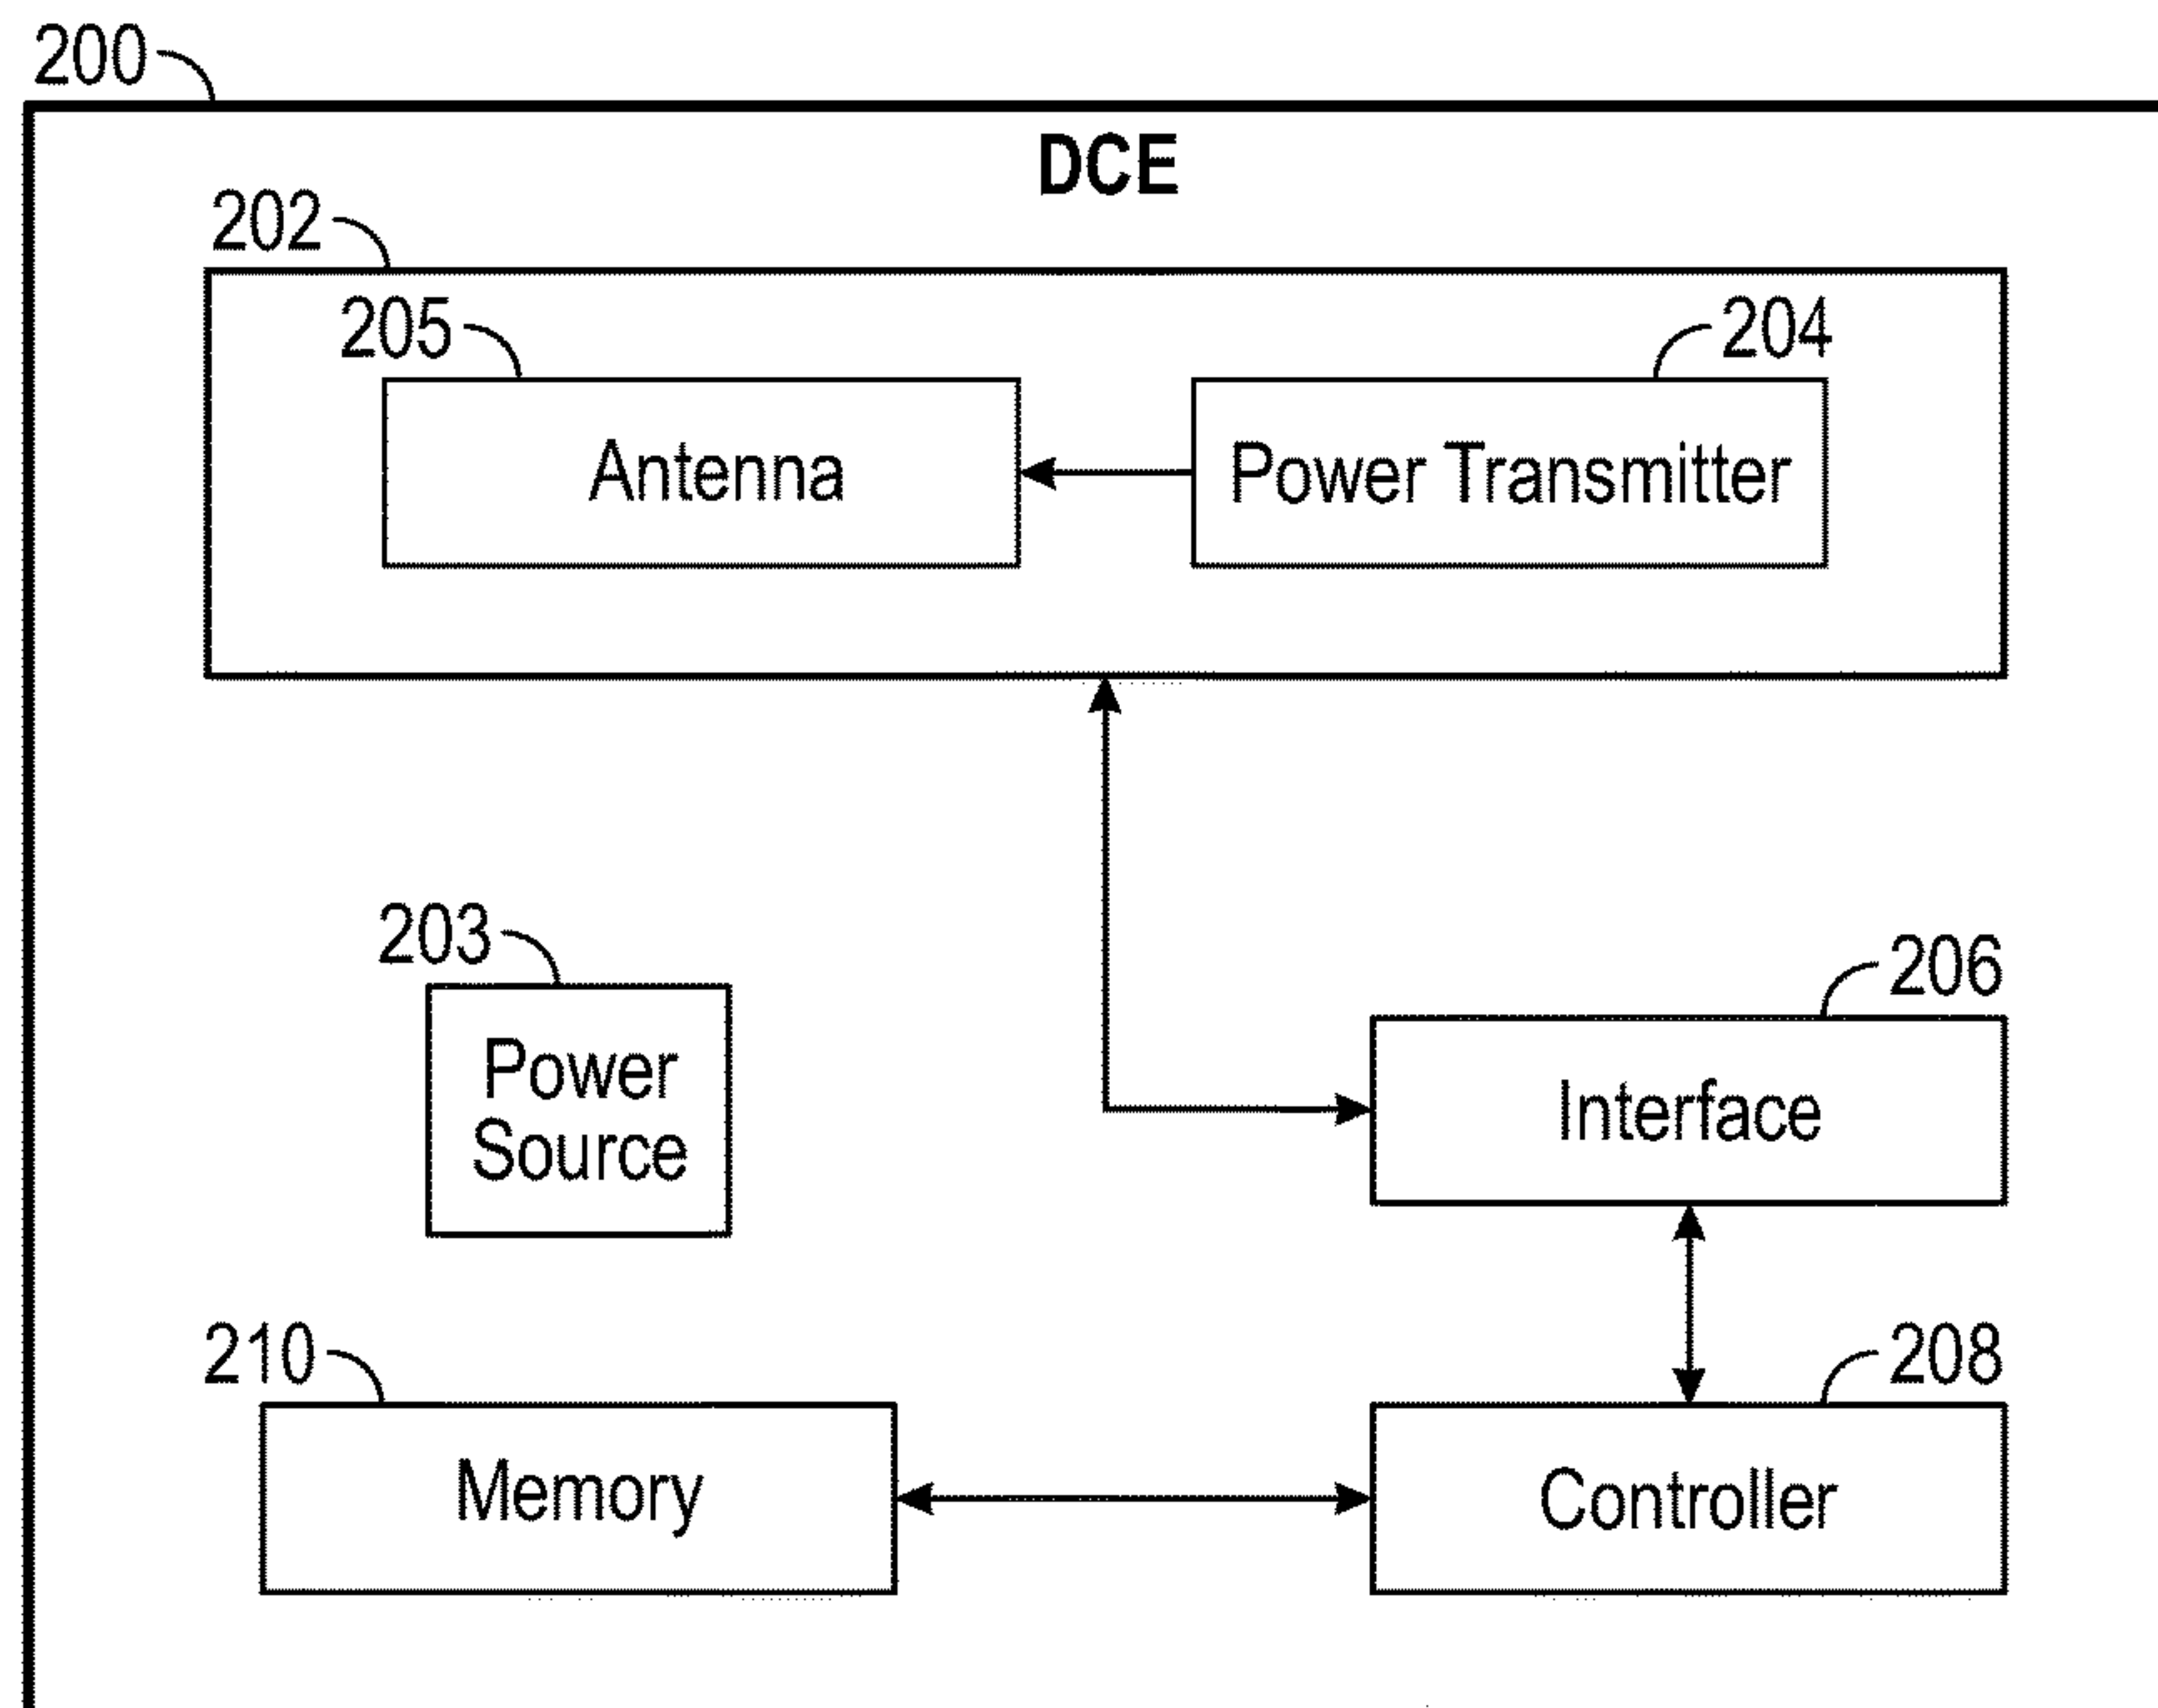 200
DCE
202
205
204
Antenna
Power Transmitter
203
206
Power
Source
Interface
210
208
Memory
Controller